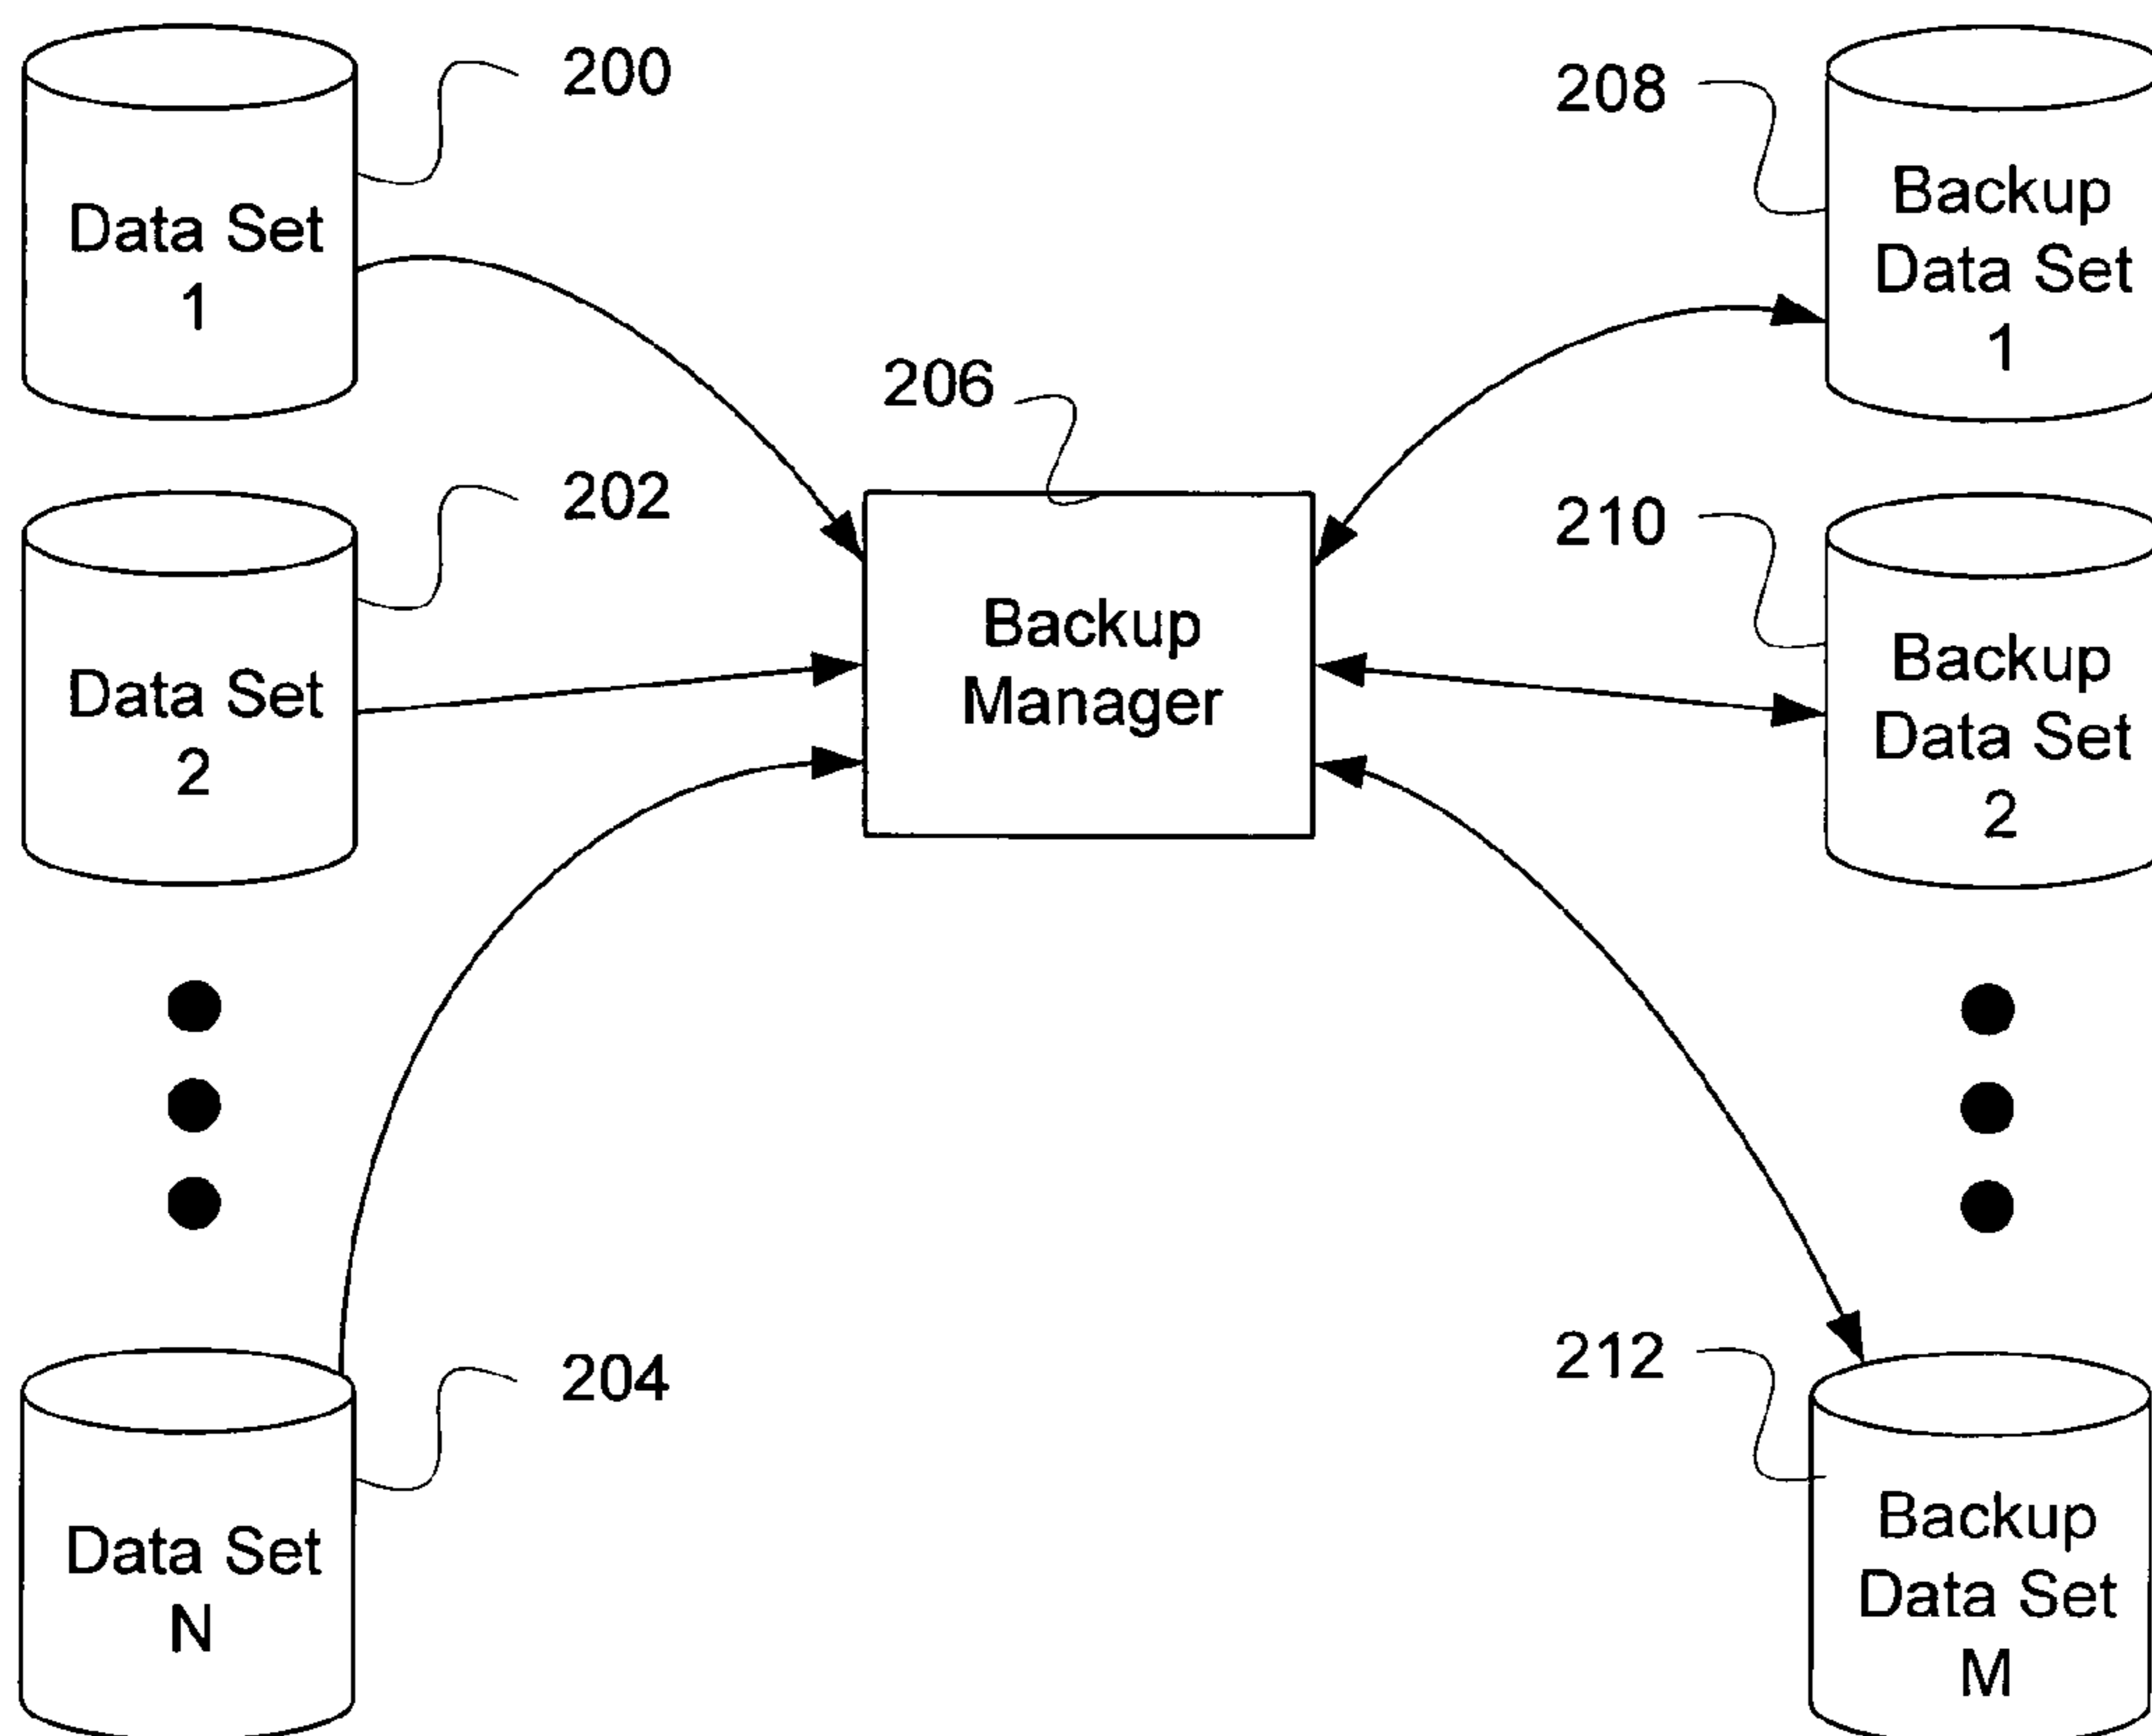 200
Data Set
1
202
Data Set
2
204
Data Set
N
206
Backup
Manager
208
Backup
Data Set
1
210
Backup
Data Set
2
212
Backup
Data Set
M